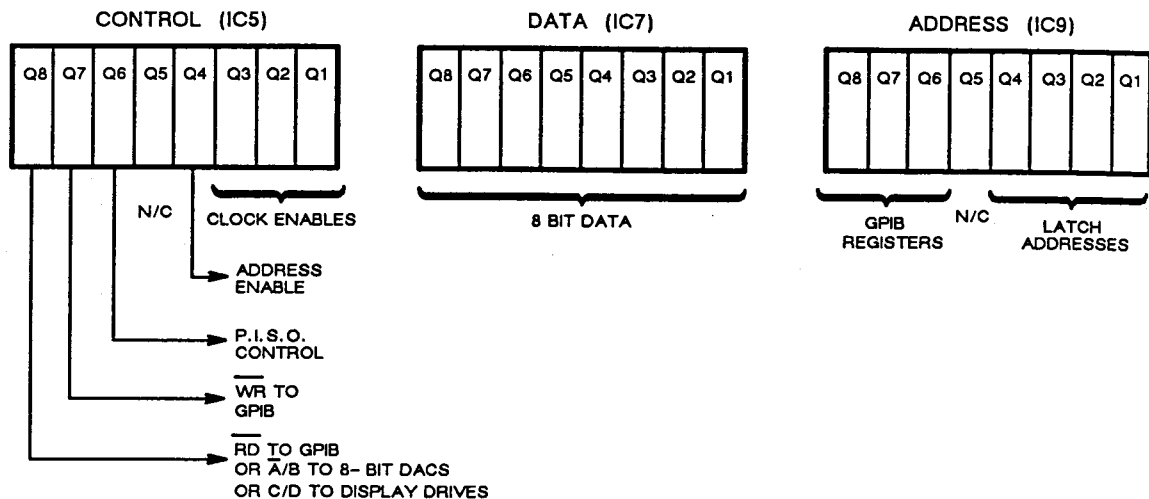 CONTROL (IC5)
DATA (IC7)
ADDRESS (IC9)
Q8 Q7 Q6 Q5 Q4 Q3 Q2 Q1
Q8 Q7 Q6 Q5 Q4 Q3 Q2 Q1
Q8 Q7 Q6 Q5 Q4 Q3 Q2 Q1
N/C
CLOCK ENABLES
8 BIT DATA
GPIB
REGISTERS
N/C
LATCH
ADDRESSES
ADDRESS
ENABLE
P.I.S.O.
CONTROL
W̅R̅ TO
GPIB
R̅D̅ TO GPIB
OR A̅/B TO 8- BIT DACS
OR C/D TO DISPLAY DRIVES